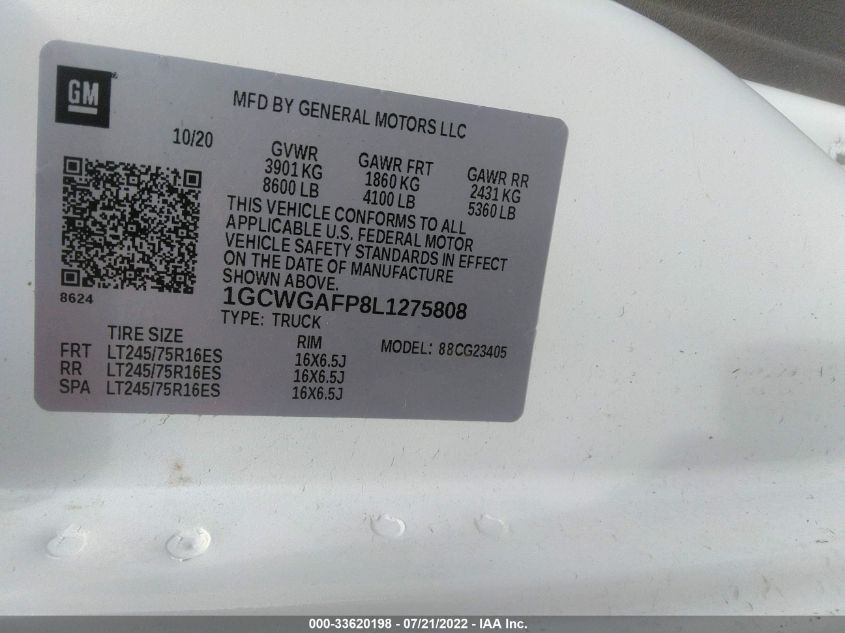 GM
MFD BY GENERAL MOTORS LLC
10/20
GVWR
3901 KG
8600 LB
GAWR FRT
1860 KG
4100 LB
GAWR RR
2431 KG
5360 LB
THIS VEHICLE CONFORMS TO ALL
APPLICABLE U.S. FEDERAL MOTOR
VEHICLE SAFETY STANDARDS IN EFFECT
ON THE DATE OF MANUFACTURE
SHOWN ABOVE.
8624
1GCWGAFP8L1275808
TYPE: TRUCK
TIRE SIZE RIM MODEL: 88CG23405
FRT LT245/75R16ES 16X6.5J
RR LT245/75R16ES 16X6.5J
SPA LT245/75R16ES 16X6.5J
000-33620198 - 07/21/2022 - IAA Inc.